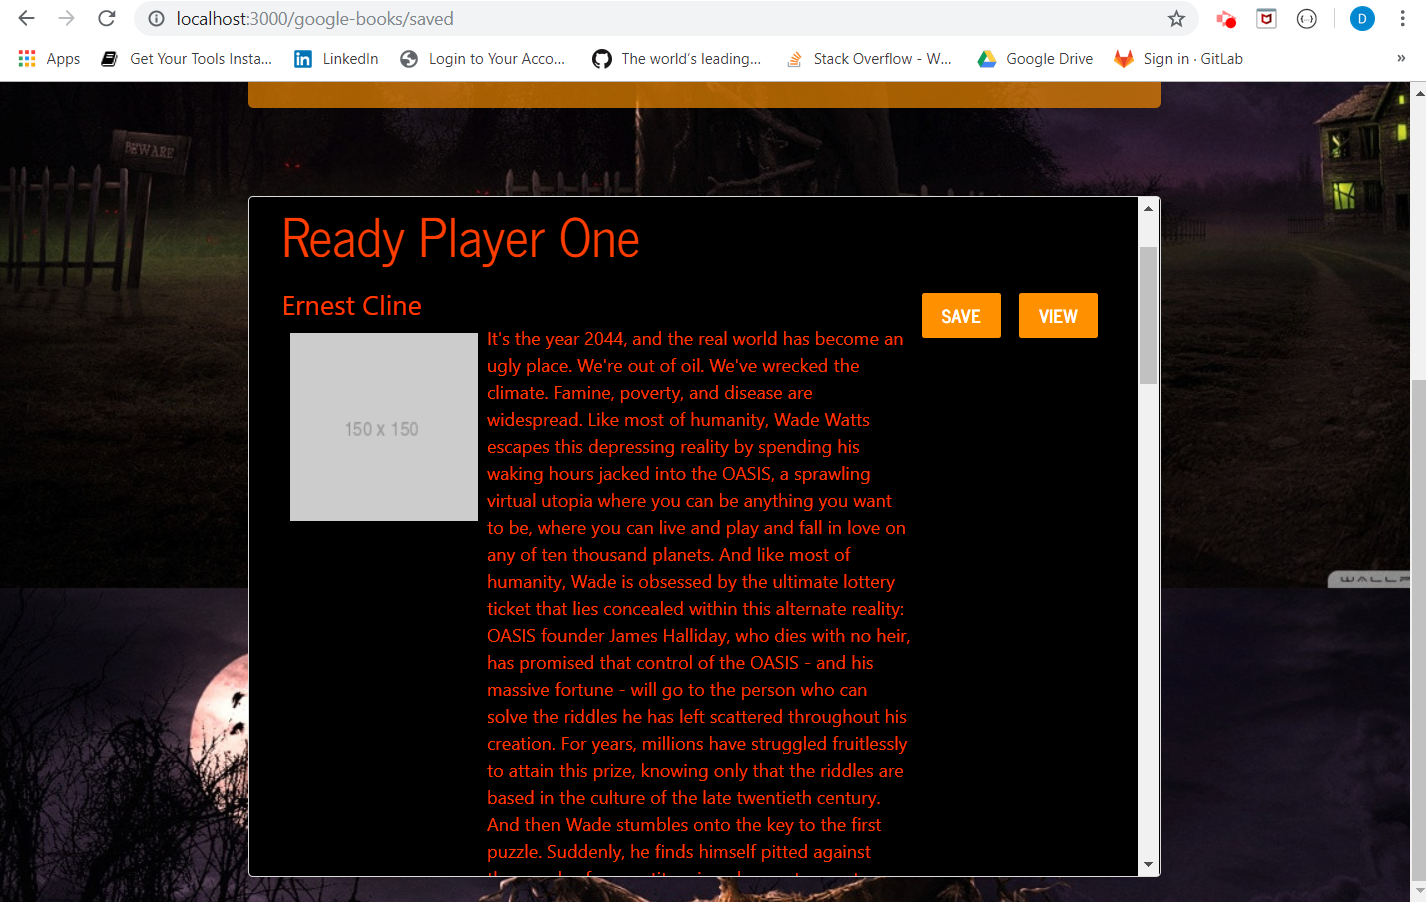 localhost:3000/google-books/saved
D
Apps Get Your Tools Insta... LinkedIn Login to Your Acco... The world's leading... Stack Overflow - W... Google Drive Sign in · GitLab »
BEWARE
Ready Player One
Ernest Cline
SAVE VIEW
150 x 150
It's the year 2044, and the real world has become an
ugly place. We're out of oil. We've wrecked the
climate. Famine, poverty, and disease are
widespread. Like most of humanity, Wade Watts
escapes this depressing reality by spending his
waking hours jacked into the OASIS, a sprawling
virtual utopia where you can be anything you want
to be, where you can live and play and fall in love on
any of ten thousand planets. And like most of
humanity, Wade is obsessed by the ultimate lottery
ticket that lies concealed within this alternate reality:
OASIS founder James Halliday, who dies with no heir,
has promised that control of the OASIS - and his
massive fortune - will go to the person who can
solve the riddles he has left scattered throughout his
creation. For years, millions have struggled fruitlessly
to attain this prize, knowing only that the riddles are
based in the culture of the late twentieth century.
And then Wade stumbles onto the key to the first
puzzle. Suddenly, he finds himself pitted against